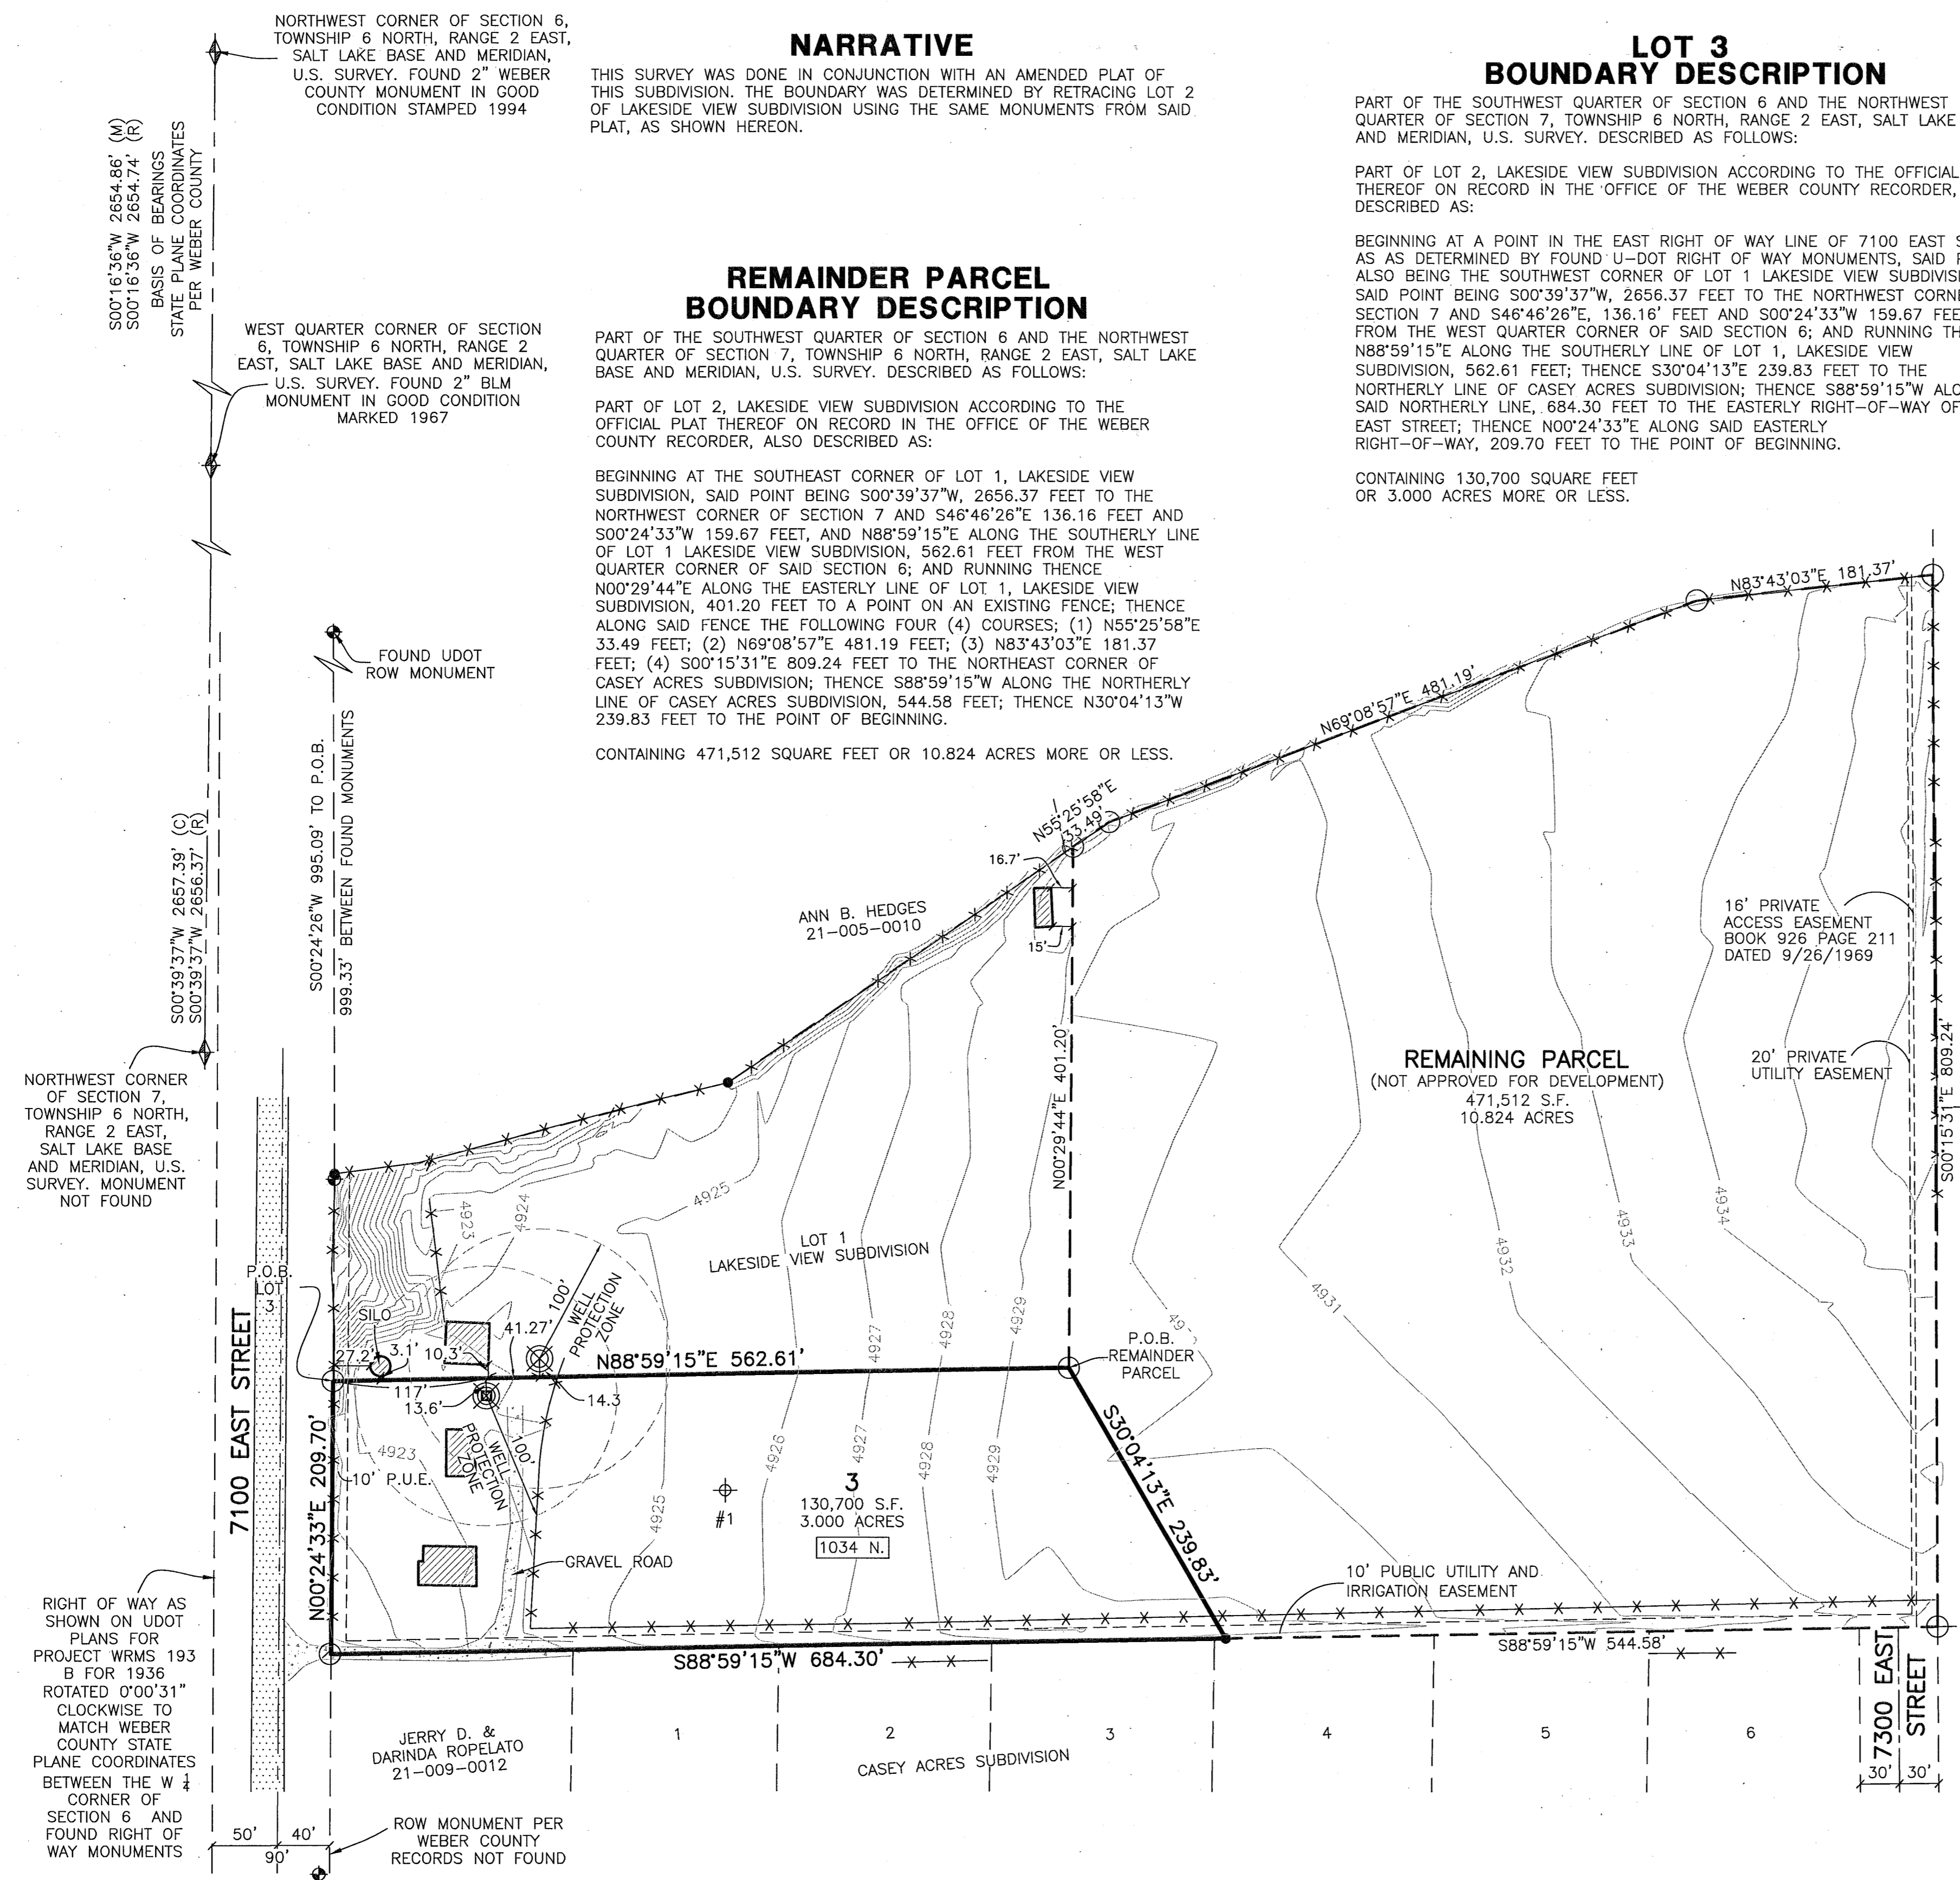 NORTHWEST CORNER OF SECTION 6,
TOWNSHIP 6 NORTH, RANGE 2 EAST,
SALT LAKE BASE AND MERIDIAN,
U.S. SURVEY. FOUND 2" WEBER
COUNTY MONUMENT IN GOOD
CONDITION STAMPED 1994
NARRATIVE
THIS SURVEY WAS DONE IN CONJUNCTION WITH AN AMENDED PLAT OF
THIS SUBDIVISION. THE BOUNDARY WAS DETERMINED BY RETRACING LOT 2
OF LAKESIDE VIEW SUBDIVISION USING THE SAME MONUMENTS FROM SAID
PLAT, AS SHOWN HEREON.
LOT 3
BOUNDARY DESCRIPTION
PART OF THE SOUTHWEST QUARTER OF SECTION 6 AND THE NORTHWEST
QUARTER OF SECTION 7, TOWNSHIP 6 NORTH, RANGE 2 EAST, SALT LAKE
AND MERIDIAN, U.S. SURVEY. DESCRIBED AS FOLLOWS:
PART OF LOT 2, LAKESIDE VIEW SUBDIVISION ACCORDING TO THE OFFICIAL
THEREOF ON RECORD IN THE OFFICE OF THE WEBER COUNTY RECORDER,
DESCRIBED AS:
BEGINNING AT A POINT IN THE EAST RIGHT OF WAY LINE OF 7100 EAST
AS AS DETERMINED BY FOUND U-DOT RIGHT OF WAY MONUMENTS, SAID
ALSO BEING THE SOUTHWEST CORNER OF LOT 1 LAKESIDE VIEW SUBDIVISI
SAID POINT BEING S00°39'37"W, 2656.37 FEET TO THE NORTHWEST CORNE
SECTION 7 AND S46°46'26"E, 136.16' FEET AND S00°24'33"W 159.67 FEE
FROM THE WEST QUARTER CORNER OF SAID SECTION 6; AND RUNNING TH
N88°59'15"E ALONG THE SOUTHERLY LINE OF LOT 1, LAKESIDE VIEW
SUBDIVISION, 562.61 FEET; THENCE S30°04'13"E 239.83 FEET TO THE
NORTHERLY LINE OF CASEY ACRES SUBDIVISION; THENCE S88°59'15"W ALO
SAID NORTHERLY LINE, 684.30 FEET TO THE EASTERLY RIGHT-OF-WAY OF
EAST STREET; THENCE N00°24'33"E ALONG SAID EASTERLY
RIGHT-OF-WAY, 209.70 FEET TO THE POINT OF BEGINNING.
CONTAINING 130,700 SQUARE FEET
OR 3.000 ACRES MORE OR LESS.
S00°16'36"W 2654.86' (M)
S00°16'36"W 2654.74' (R)
BASIS OF BEARINGS
STATE PLANE COORDINATES
PER WEBER COUNTY
WEST QUARTER CORNER OF SECTION
6, TOWNSHIP 6 NORTH, RANGE 2
EAST, SALT LAKE BASE AND MERIDIAN,
U.S. SURVEY. FOUND 2" BLM
MONUMENT IN GOOD CONDITION
MARKED 1967
REMAINDER PARCEL
BOUNDARY DESCRIPTION
PART OF THE SOUTHWEST QUARTER OF SECTION 6 AND THE NORTHWEST
QUARTER OF SECTION 7, TOWNSHIP 6 NORTH, RANGE 2 EAST, SALT LAKE
BASE AND MERIDIAN, U.S. SURVEY. DESCRIBED AS FOLLOWS:
PART OF LOT 2, LAKESIDE VIEW SUBDIVISION ACCORDING TO THE
OFFICIAL PLAT THEREOF ON RECORD IN THE OFFICE OF THE WEBER
COUNTY RECORDER, ALSO DESCRIBED AS:
BEGINNING AT THE SOUTHEAST CORNER OF LOT 1, LAKESIDE VIEW
SUBDIVISION, SAID POINT BEING S00°39'37"W, 2656.37 FEET TO THE
NORTHWEST CORNER OF SECTION 7 AND S46°46'26"E 136.16 FEET AND
S00°24'33"W 159.67 FEET, AND N88°59'15"E ALONG THE SOUTHERLY LINE
OF LOT 1 LAKESIDE VIEW SUBDIVISION, 562.61 FEET FROM THE WEST
QUARTER CORNER OF SAID SECTION 6; AND RUNNING THENCE
N00°29'44"E ALONG THE EASTERLY LINE OF LOT 1, LAKESIDE VIEW
SUBDIVISION, 401.20 FEET TO A POINT ON AN EXISTING FENCE; THENCE
ALONG SAID FENCE THE FOLLOWING FOUR (4) COURSES; (1) N55°25'58"E
33.49 FEET; (2) N69°08'57"E 481.19 FEET; (3) N83°43'03"E 181.37
FEET; (4) S00°15'31"E 809.24 FEET TO THE NORTHEAST CORNER OF
CASEY ACRES SUBDIVISION; THENCE S88°59'15"W ALONG THE NORTHERLY
LINE OF CASEY ACRES SUBDIVISION, 544.58 FEET; THENCE N30°04'13"W
239.83 FEET TO THE POINT OF BEGINNING.
CONTAINING 471,512 SQUARE FEET OR 10.824 ACRES MORE OR LESS.
FOUND UDOT
ROW MONUMENT
S00°24'26"W 995.09' TO P.O.B.
999.33' BETWEEN FOUND MONUMENTS
S00°39'37"W 2657.39' (C)
S00°39'37"W 2656.37' (R)
N83°43'03"E 181.37'
N69°08'57"E 481.19'
N55°25'58"E
33.49'
16.7'
15'
ANN B. HEDGES
21-005-0010
16' PRIVATE
ACCESS EASEMENT
BOOK 926 PAGE 211
DATED 9/26/1969
20' PRIVATE
UTILITY EASEMENT
S00°15'31"E 809.24'
N00°29'44"E 401.20'
REMAINING PARCEL
(NOT APPROVED FOR DEVELOPMENT)
471,512 S.F.
10.824 ACRES
NORTHWEST CORNER
OF SECTION 7,
TOWNSHIP 6 NORTH,
RANGE 2 EAST,
SALT LAKE BASE
AND MERIDIAN, U.S.
SURVEY. MONUMENT
NOT FOUND
4923
4924
4925
LOT 1
LAKESIDE VIEW SUBDIVISION
4927
4928
4929
4931
4932
4933
4934
P.O.B.
LOT
3
SILO
27.2'
3.1'
10.3'
41.27'
100'
WELL
PROTECTION
ZONE
N88°59'15"E 562.61'
P.O.B.
REMAINDER
PARCEL
117'
13.6'
14.3
7100 EAST STREET
N00°24'33"E 209.70'
4923
10' P.U.E.
WELL
PROTECTION
ZONE
100'
4925
4926
4927
4928
4929
#1
3
130,700 S.F.
3.000 ACRES
1034 N.
S30°04'13"E 239.83'
GRAVEL ROAD
10' PUBLIC UTILITY AND
IRRIGATION EASEMENT
S88°59'15"W 684.30'
S88°59'15"W 544.58'
RIGHT OF WAY AS
SHOWN ON UDOT
PLANS FOR
PROJECT WRMS 193
B FOR 1936
ROTATED 0°00'31"
CLOCKWISE TO
MATCH WEBER
COUNTY STATE
PLANE COORDINATES
BETWEEN THE W ¼
CORNER OF
SECTION 6 AND
FOUND RIGHT OF
WAY MONUMENTS
JERRY D. &
DARINDA ROPELATO
21-009-0012
1
2
3
4
5
6
CASEY ACRES SUBDIVISION
7300 EAST
STREET
30'
30'
50'
40'
90'
ROW MONUMENT PER
WEBER COUNTY
RECORDS NOT FOUND